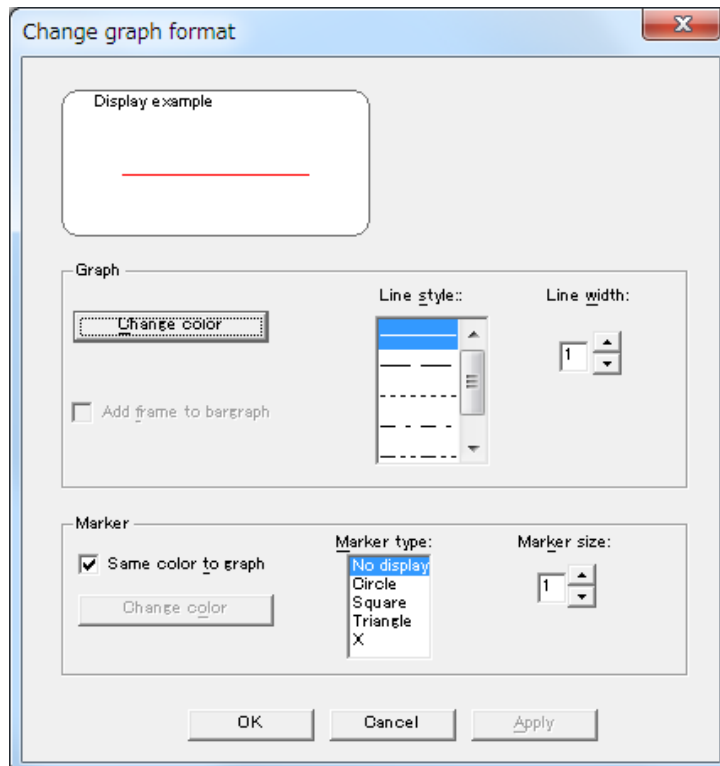 Change graph format
Display example
Graph
Change color
Line style::
Line width:
1
Add frame to bargraph
Marker
Same color to graph
Change color
Marker type:
No display
Circle
Square
Triangle
X
Marker size:
1
OK
Cancel
Apply